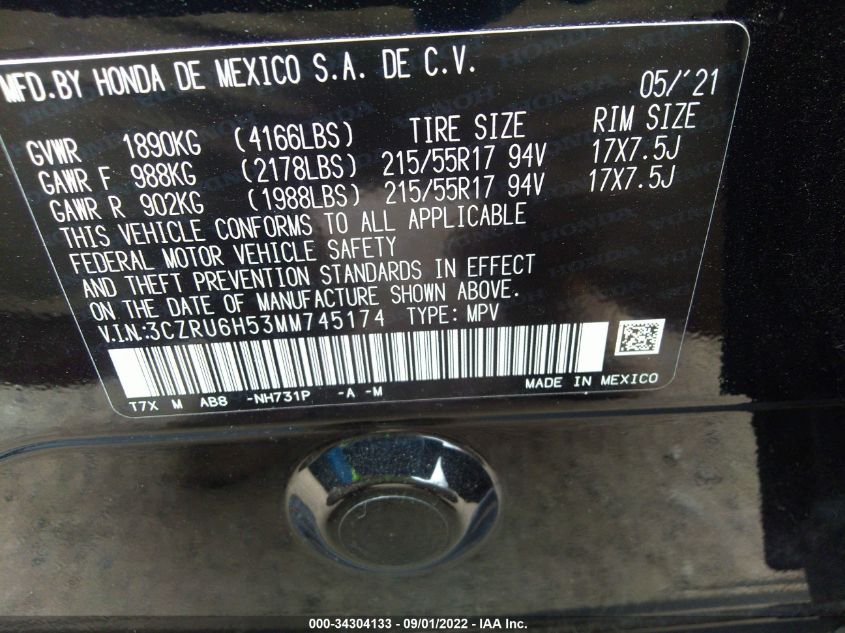 MFD.BY HONDA DE MEXICO S.A. DE C.V. 05/'21
GVWR 1890KG (4166LBS) TIRE SIZE RIM SIZE
GAWR F 988KG (2178LBS) 215/55R17 94V 17X7.5J
GAWR R 902KG (1988LBS) 215/55R17 94V 17X7.5J
THIS VEHICLE CONFORMS TO ALL APPLICABLE
FEDERAL MOTOR VEHICLE SAFETY
AND THEFT PREVENTION STANDARDS IN EFFECT
ON THE DATE OF MANUFACTURE SHOWN ABOVE.
V.I.N:3CZRU6H53MM745174 TYPE: MPV
T7X M AB8 -NH731P -A -M MADE IN MEXICO
000-34304133 - 09/01/2022 - IAA Inc.